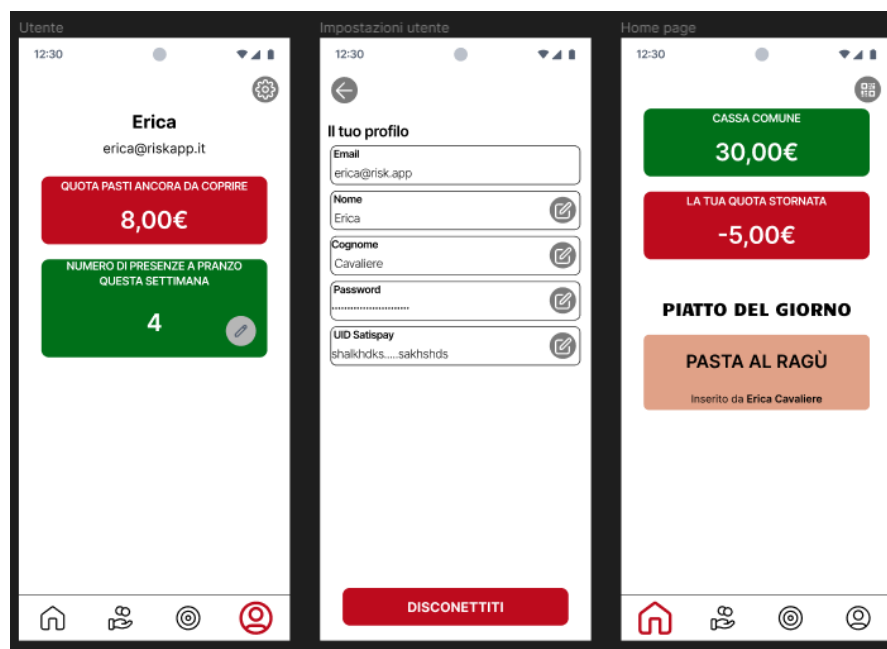 Utente
12:30
Erica
erica@riskapp.it
QUOTA PASTI ANCORA DA COPRIRE
8,00€
NUMERO DI PRESENZE A PRANZO
QUESTA SETTIMANA
4
Impostazioni utente
12:30
Il tuo profilo
Email
erica@risk.app
Nome
Erica
Cognome
Cavaliere
Password
UID Satispay
shalkhdks.....sakhshds
DISCONETTITI
Home page
12:30
CASSA COMUNE
30,00€
LA TUA QUOTA STORNATA
-5,00€
PIATTO DEL GIORNO
PASTA AL RAGÙ
Inserito da Erica Cavaliere